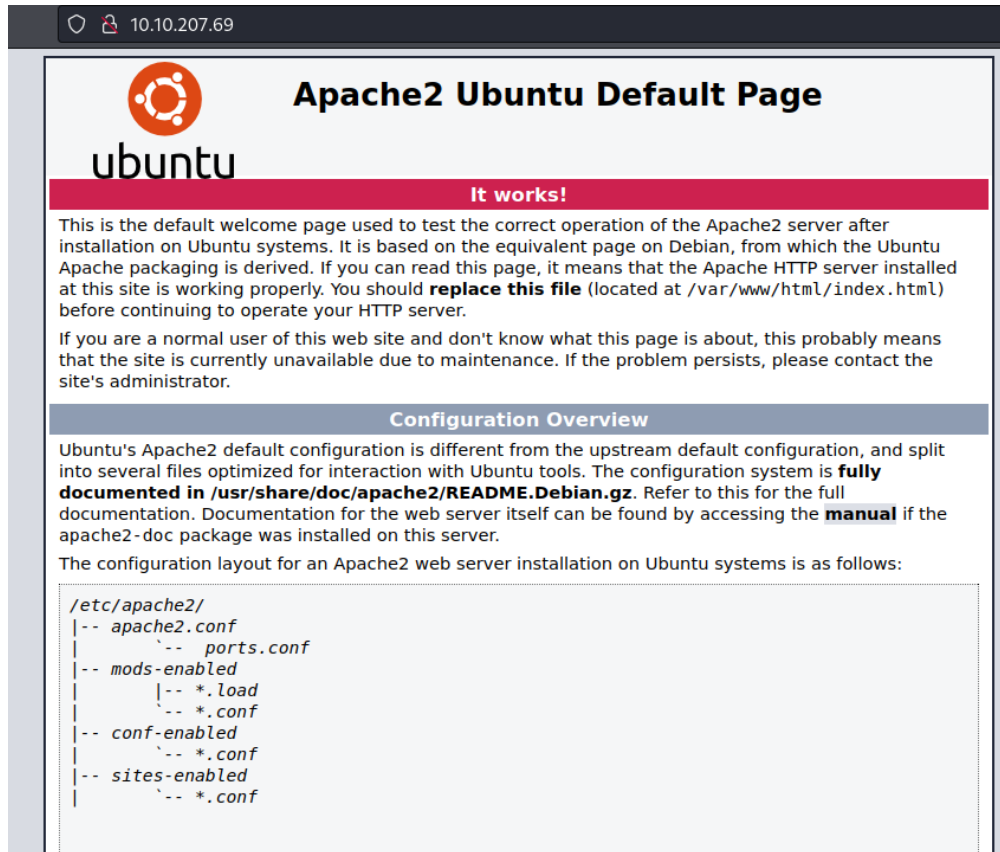 10.10.207.69
Apache2 Ubuntu Default Page
ubuntu
It works!
This is the default welcome page used to test the correct operation of the Apache2 server after
installation on Ubuntu systems. It is based on the equivalent page on Debian, from which the Ubuntu
Apache packaging is derived. If you can read this page, it means that the Apache HTTP server installed
at this site is working properly. You should replace this file (located at /var/www/html/index.html)
before continuing to operate your HTTP server.
If you are a normal user of this web site and don't know what this page is about, this probably means
that the site is currently unavailable due to maintenance. If the problem persists, please contact the
site's administrator.
Configuration Overview
Ubuntu's Apache2 default configuration is different from the upstream default configuration, and split
into several files optimized for interaction with Ubuntu tools. The configuration system is fully
documented in /usr/share/doc/apache2/README.Debian.gz. Refer to this for the full
documentation. Documentation for the web server itself can be found by accessing the manual if the
apache2-doc package was installed on this server.
The configuration layout for an Apache2 web server installation on Ubuntu systems is as follows:
/etc/apache2/
|-- apache2.conf
|       `--  ports.conf
|-- mods-enabled
|       |-- *.load
|       `-- *.conf
|-- conf-enabled
|       `-- *.conf
|-- sites-enabled
|       `-- *.conf